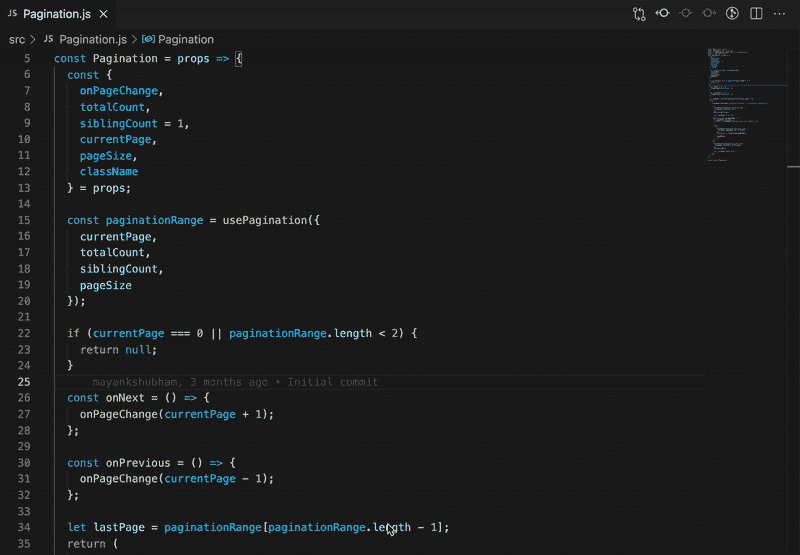 JS Pagination.js ×
src > JS Pagination.js > Pagination
5 const Pagination = props => {
6 const {
7 onPageChange,
8 totalCount,
9 siblingCount = 1,
10 currentPage,
11 pageSize,
12 className
13 } = props;
14
15 const paginationRange = usePagination({
16 currentPage,
17 totalCount,
18 siblingCount,
19 pageSize
20 });
21
22 if (currentPage === 0 || paginationRange.length < 2) {
23 return null;
24 }
25 mayankshubham, 3 months ago • Initial commit
26 const onNext = () => {
27 onPageChange(currentPage + 1);
28 };
29
30 const onPrevious = () => {
31 onPageChange(currentPage - 1);
32 };
33
34 let lastPage = paginationRange[paginationRange.length - 1];
35 return (